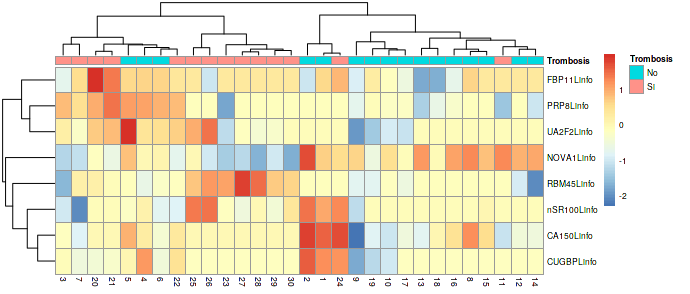 Trombosis
Trombosis
No
Si
FBP11Linfo
PRP8Linfo
UA2F2Linfo
NOVA1Linfo
RBM45Linfo
nSR100Linfo
CA150Linfo
CUGBPLinfo
1
0
-1
-2
3 7 20 21 5 4 6 22 25 26 23 27 28 29 30 2 1 24 9 19 10 17 13 18 16 8 15 11 12 14